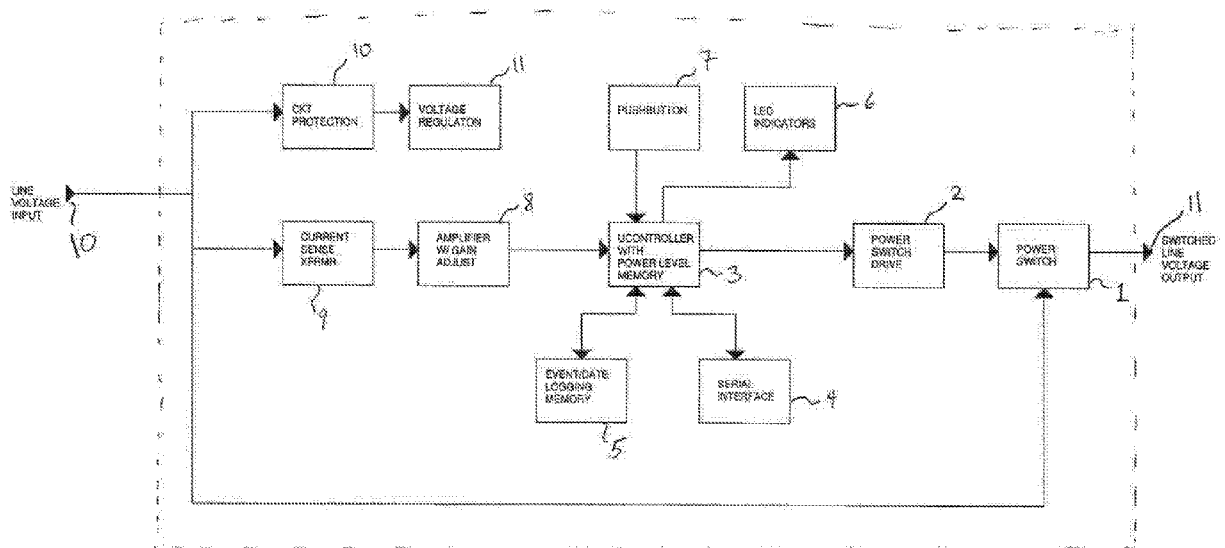 10
11
7
6
CKT
PROTECTION
VOLTAGE
REGULATOR
PUSHBUTTON
LED
INDICATORS
LINE
VOLTAGE
INPUT
10
8
2
11
CURRENT
SENSE
XFRMR
AMPLIFIER
W/ GAIN
ADJUST
UCONTROLLER
WITH
POWER LEVEL
MEMORY
POWER
SWITCH
DRIVE
POWER
SWITCH
SWITCHED
LINE
VOLTAGE
OUTPUT
9
3
1
EVENT/DATE
LOGGING
MEMORY
SERIAL
INTERFACE
5
4